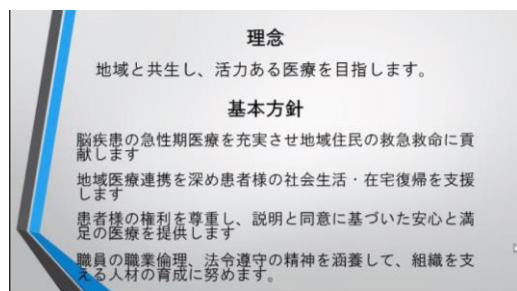 理念
地域と共生し、活力ある医療を目指します。
基本方針
脳疾患の急性期医療を充実させ地域住民の救急救命に貢
献します
地域医療連携を深め患者様の社会生活・在宅復帰を支援
します
患者様の権利を尊重し、説明と同意に基づいた安心と満
足の医療を提供します
職員の職業倫理、法令遵守の精神を涵養して、組織を支
える人材の育成に努めます。